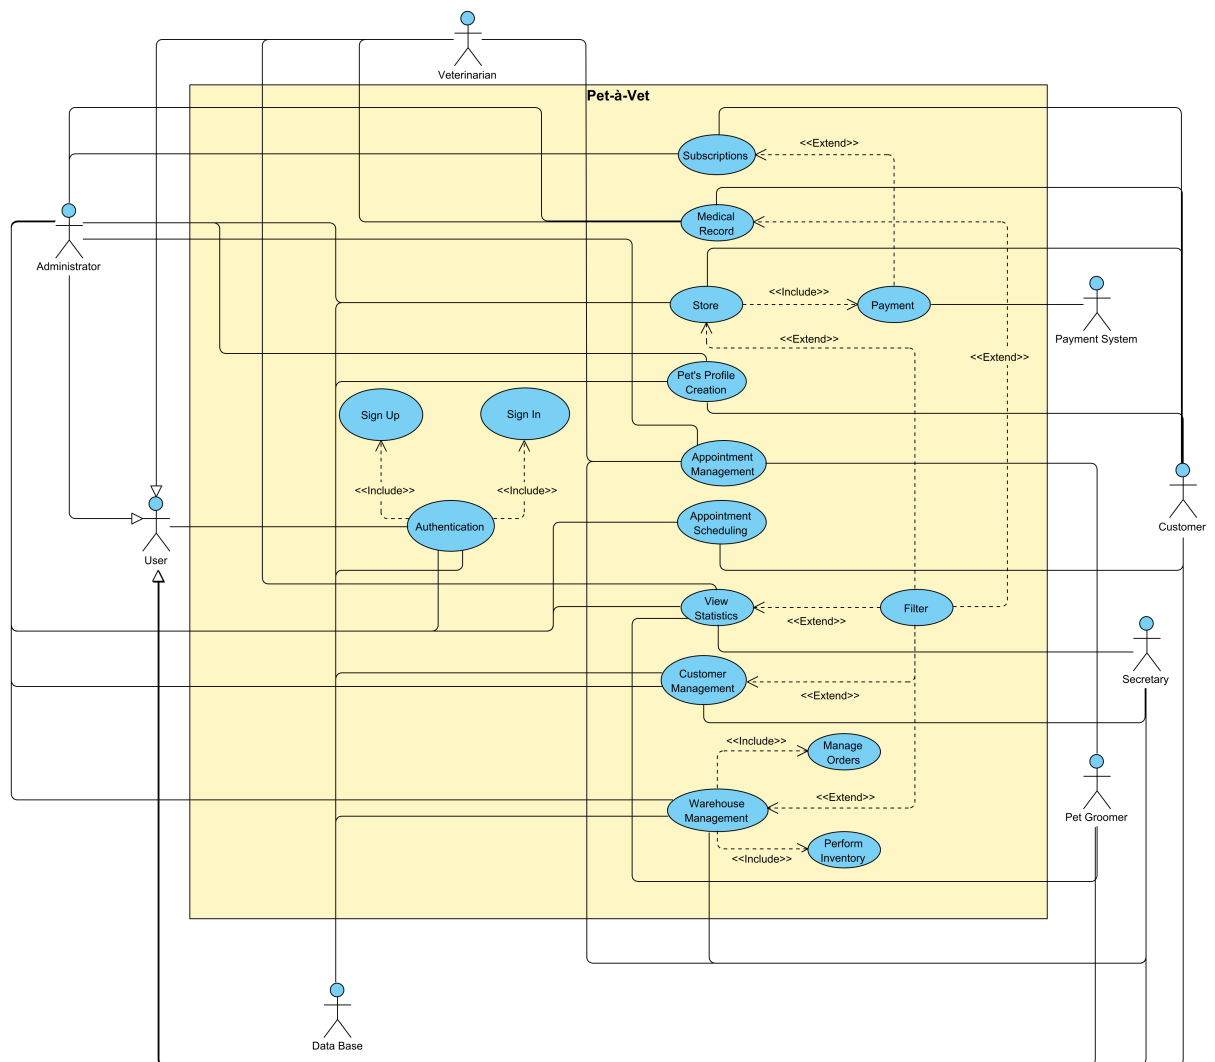 Veterinarian
Pet-à-Vet
Subscriptions
<<Extend>>
Medical
Record
Administrator
Store
<<Include>>
Payment
Payment System
<<Extend>>
<<Extend>>
Pet's Profile
Creation
Sign Up
Sign In
Appointment
Management
<<Include>>
<<Include>>
Authentication
Appointment
Scheduling
Customer
User
View
Statistics
<<Extend>>
Filter
Customer
Management
<<Extend>>
Secretary
<<Include>>
Manage
Orders
Warehouse
Management
<<Extend>>
Pet Groomer
<<Include>>
Perform
Inventory
Data Base